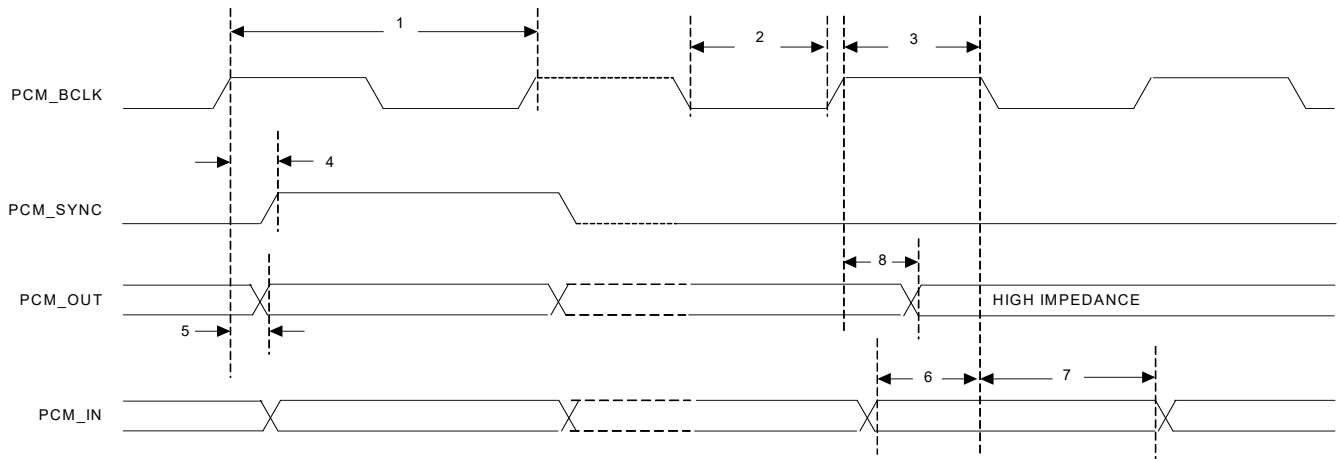 1
2
3
PCM_BCLK
4
PCM_SYNC
8
PCM_OUT
HIGH IMPEDANCE
5
6
7
PCM_IN